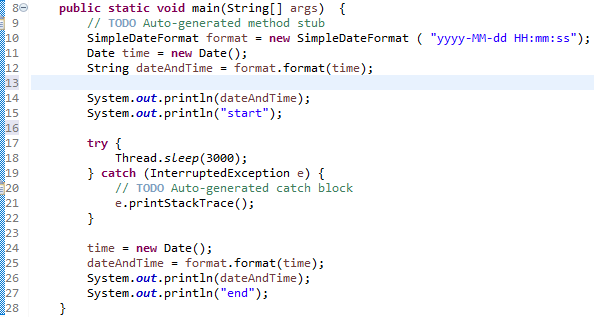 8 public static void main(String[] args)  {
9 // TODO Auto-generated method stub
10 SimpleDateFormat format = new SimpleDateFormat ( "yyyy-MM-dd HH:mm:ss");
11 Date time = new Date();
12 String dateAndTime = format.format(time);
13
14 System.out.println(dateAndTime);
15 System.out.println("start");
16
17 try {
18 Thread.sleep(3000);
19 } catch (InterruptedException e) {
20 // TODO Auto-generated catch block
21 e.printStackTrace();
22 }
23
24 time = new Date();
25 dateAndTime = format.format(time);
26 System.out.println(dateAndTime);
27 System.out.println("end");
28 }